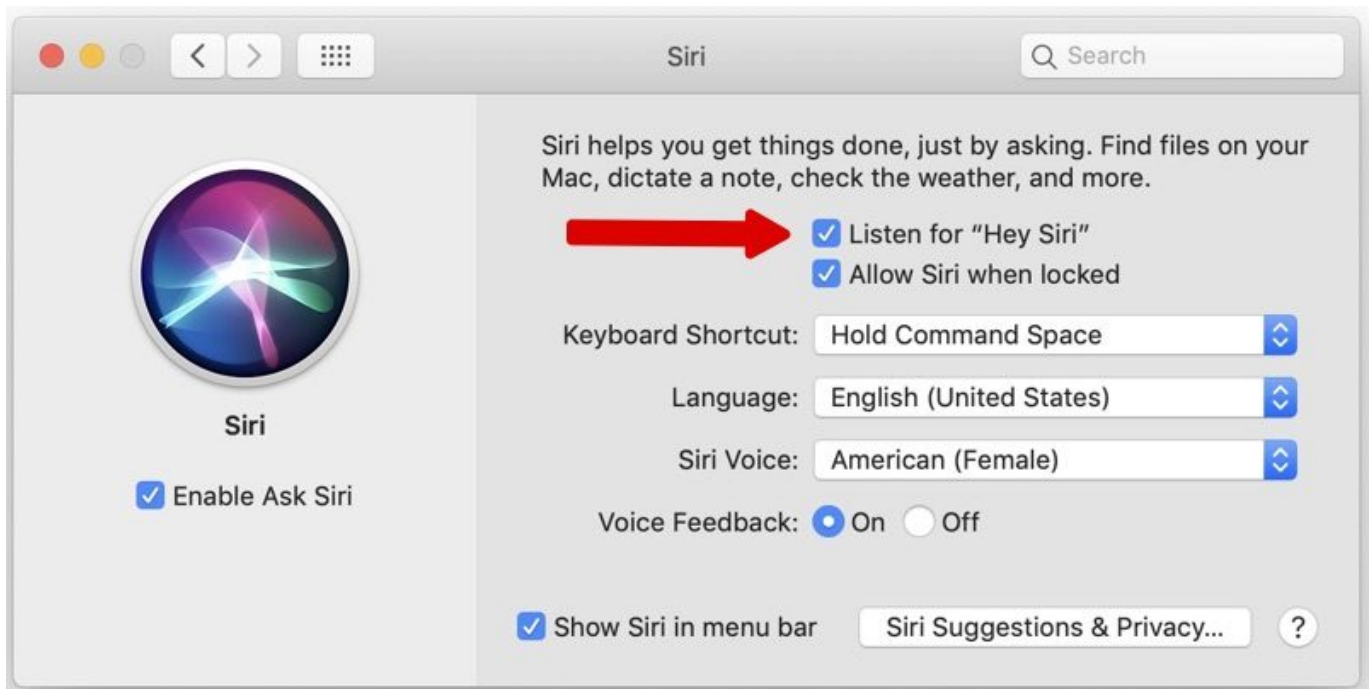 Siri
Search
Siri helps you get things done, just by asking. Find files on your
Mac, dictate a note, check the weather, and more.
Listen for “Hey Siri”
Allow Siri when locked
Keyboard Shortcut: Hold Command Space
Language: English (United States)
Siri
Siri Voice: American (Female)
Enable Ask Siri
Voice Feedback: On Off
Show Siri in menu bar Siri Suggestions & Privacy... ?